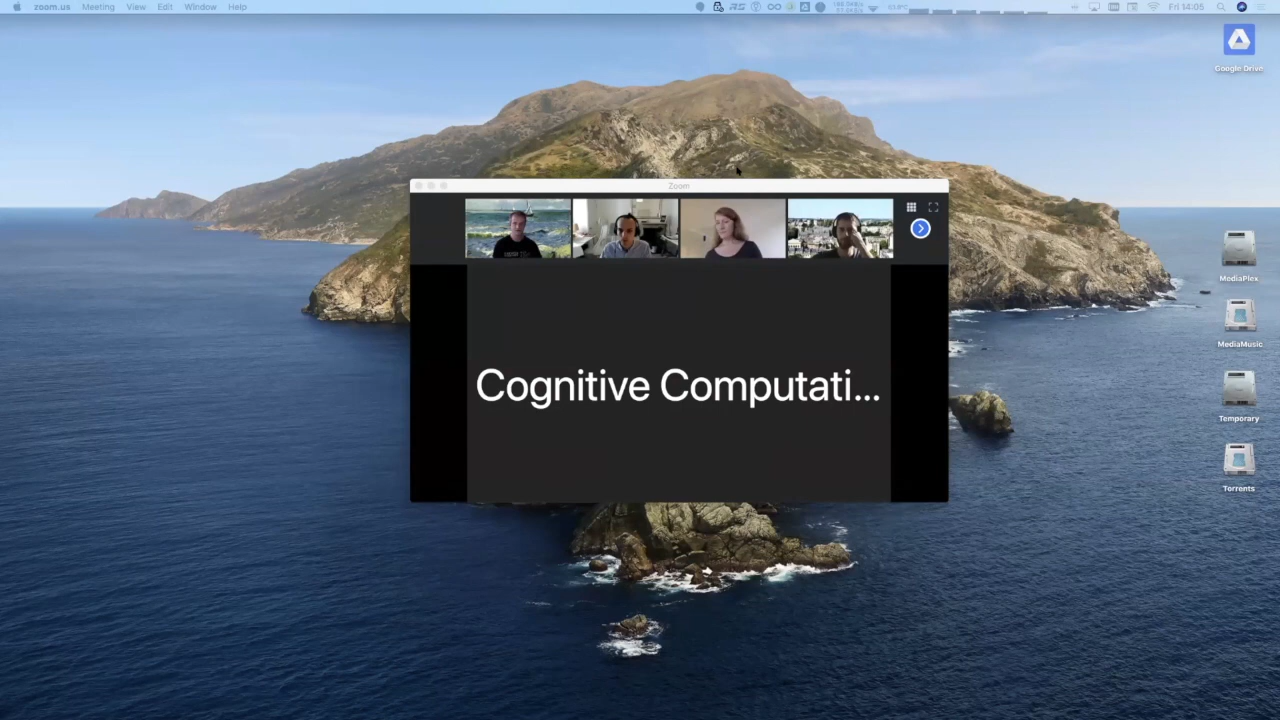 zoom.us Meeting View Edit Window Help
Fri 14:05
Google Drive
Zoom
MediaPlex
MediaMusic
Cognitive Computati...
Temporary
Torrents